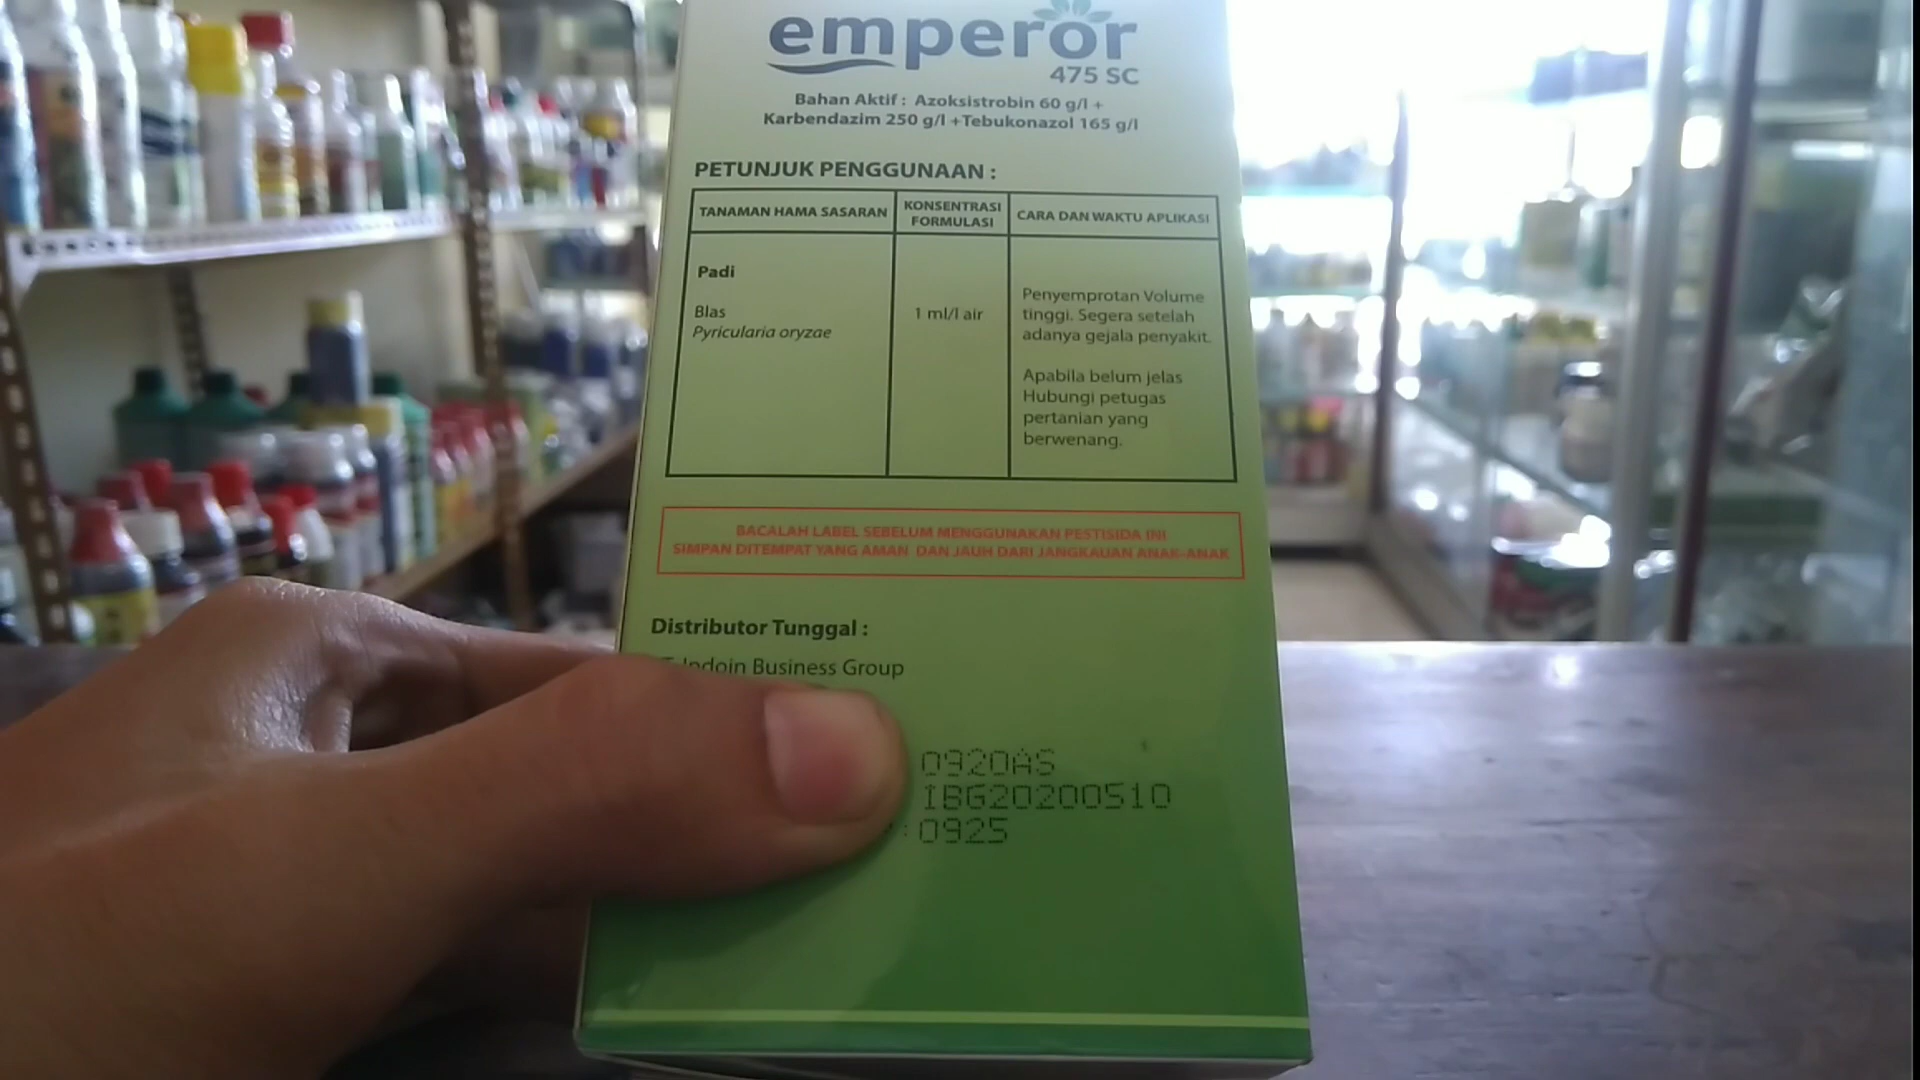 emperor
475 SC
Bahan Aktif : Azoksistrobin 60 g/l +
Karbendazim 250 g/l +Tebukonazol 165 g/l
PETUNJUK PENGGUNAAN :
TANAMAN HAMA SASARAN
KONSENTRASI
FORMULASI
CARA DAN WAKTU APLIKASI
Padi
Blas
Pyricularia oryzae
1 ml/l air
Penyemprotan Volume
tinggi. Segera setelah
adanya gejala penyakit.
Apabila belum jelas
Hubungi petugas
pertanian yang
berwenang.
BACALAH LABEL SEBELUM MENGGUNAKAN PESTISIDA INI
SIMPAN DITEMPAT YANG AMAN DAN JAUH DARI JANGKAUAN ANAK-ANAK
Distributor Tunggal :
Indoin Business Group
0920AS
IBG20200510
: 0925